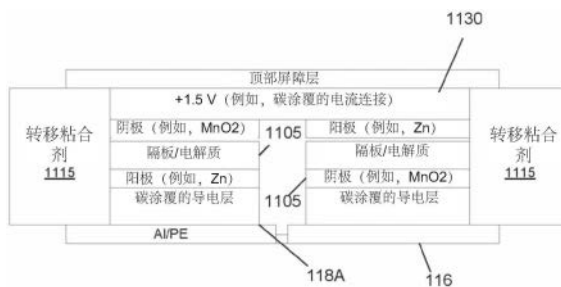 1130
顶部屏障层
+1.5 V (例如，碳涂覆的电流连接)
转移粘合剂
1115
阴极 (例如，MnO2)
隔板/电解质
阳极 (例如，Zn)
碳涂覆的导电层
1105
1105
阳极 (例如，Zn)
隔板/电解质
阴极 (例如，MnO2)
碳涂覆的导电层
转移粘合剂
1115
Al/PE
118A
116